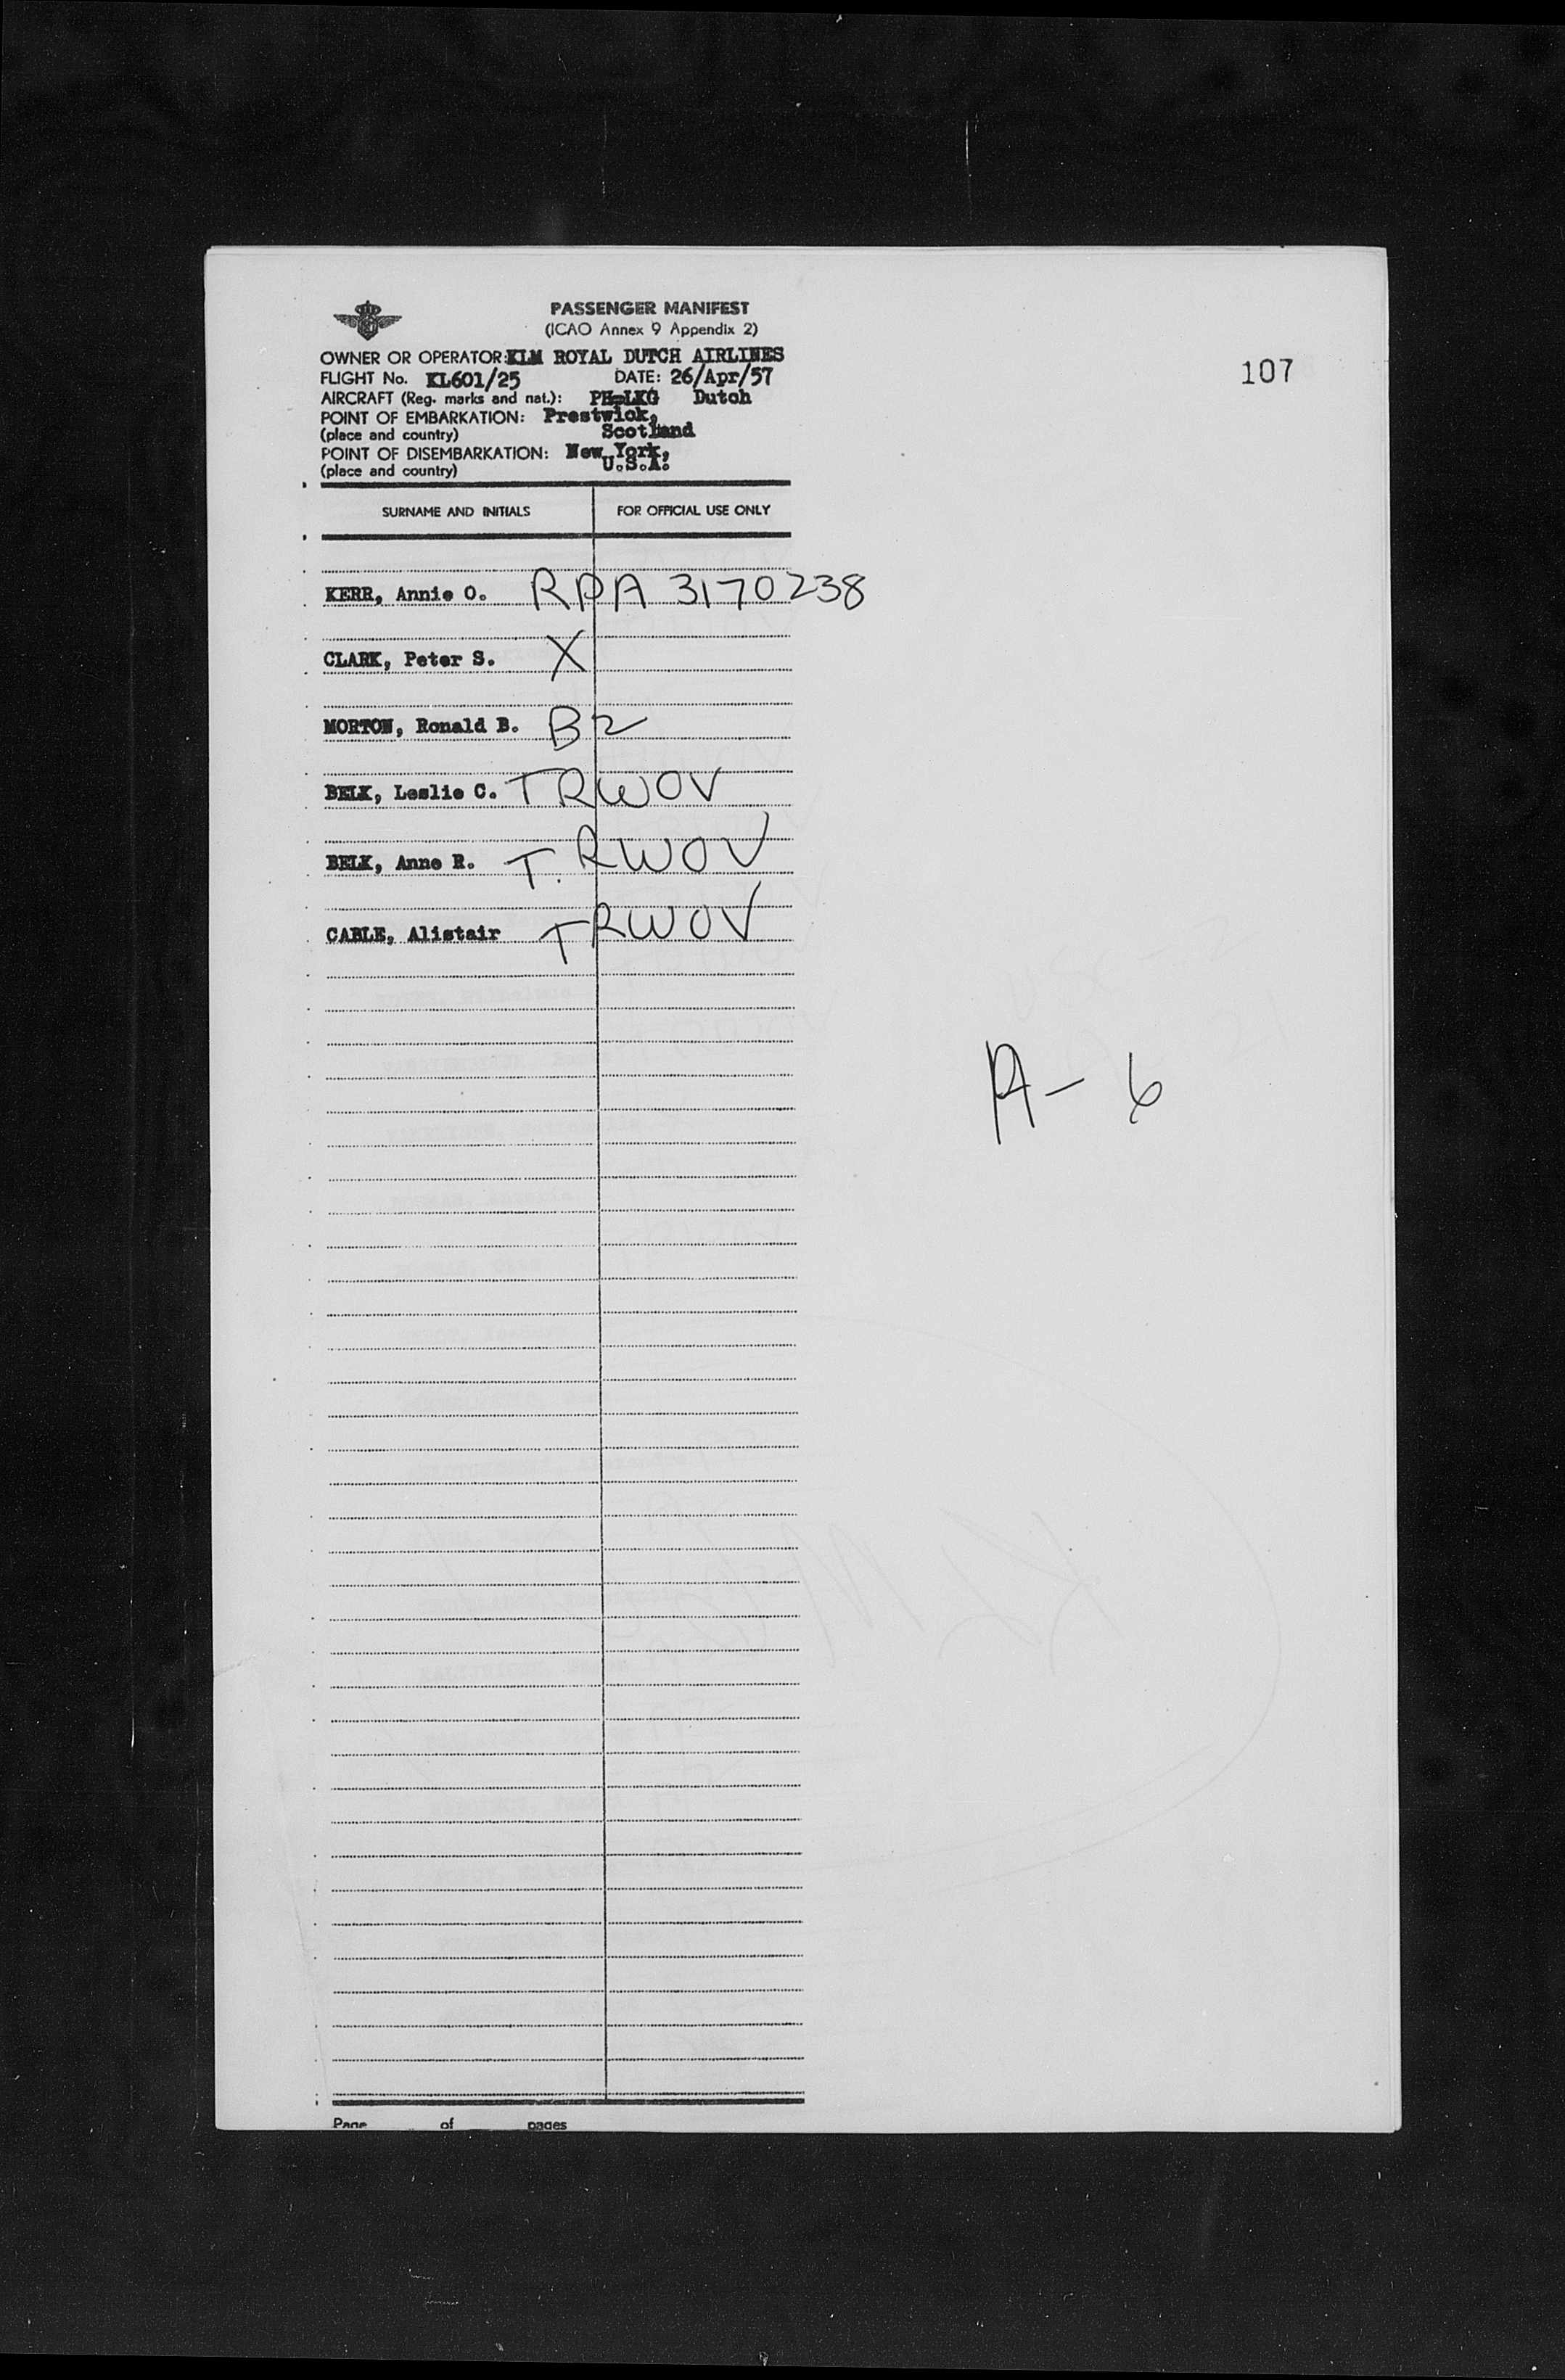 PASSENGER MANIFEST
(ICAO Annex 9 Appendix 2)
OWNER OR OPERATOR: KLM ROYAL DUTCH AIRLINES
107
FLIGHT No. KL601/25 DATE: 26/Apr/57
AIRCRAFT (Reg. marks and nat.): PH-LKG Dutch
POINT OF EMBARKATION: Prestwick,
(place and country) Scotland
POINT OF DISEMBARKATION: New York,
(place and country) U.S.A.
SURNAME AND INITIALS FOR OFFICIAL USE ONLY
KERR, Annie O. RPA 3170238
CLARK, Peter S. X
MORTON, Ronald B. B2
BELK, Leslie C. TRWOV
BELK, Anne R. T.RWOV
CABLE, Alistair TRWOV
A- 6
Page of pages